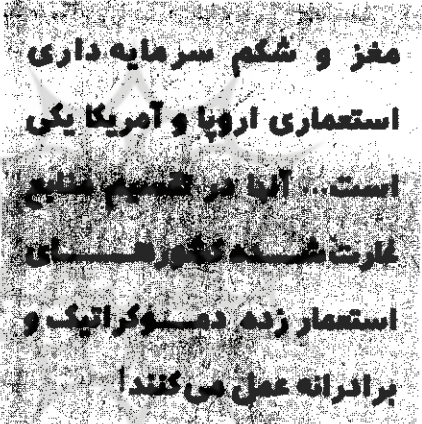 مغز و شکم سرمایه داری
استعماری اروپا و آمریکا یکی
است... آنها در تقسیم منابع
غارت شده کشورهای
استعمار زده دموکراتیک و
برادرانه عمل می کنند!